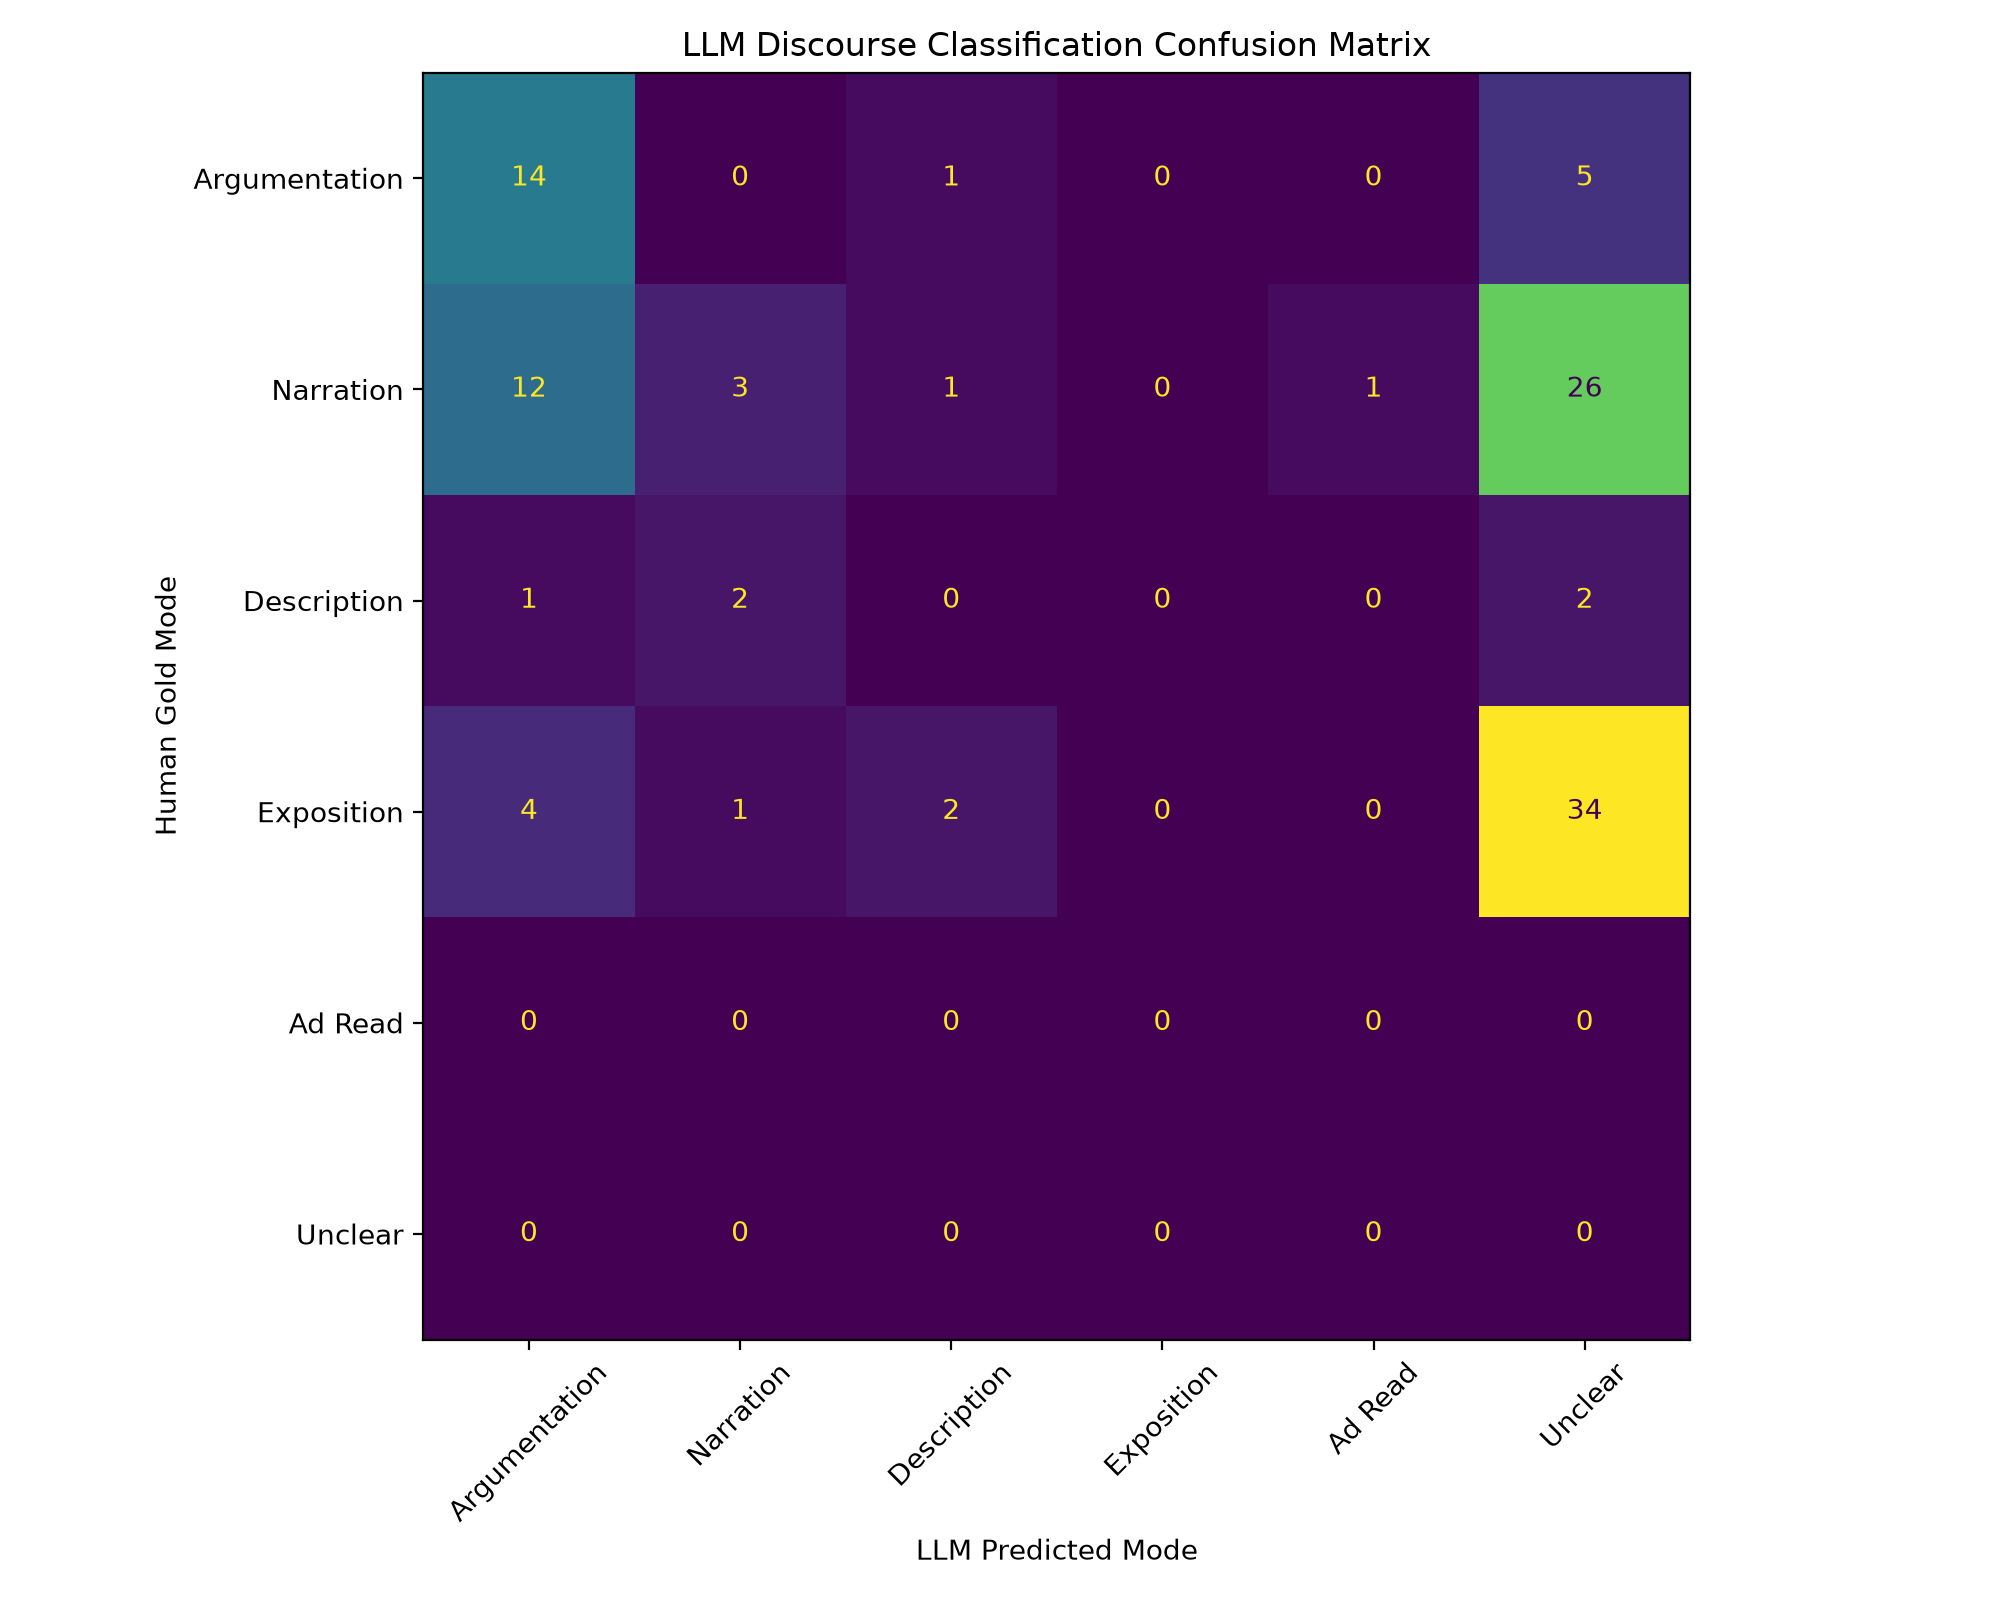 LLM Discourse Classification Confusion Matrix
Argumentation 14 0 1 0 0 5
Narration 12 3 1 0 1 26
Description 1 2 0 0 0 2
Exposition 4 1 2 0 0 34
Ad Read 0 0 0 0 0 0
Unclear 0 0 0 0 0 0
Human Gold Mode
Argumentation Narration Description Exposition Ad Read Unclear
LLM Predicted Mode